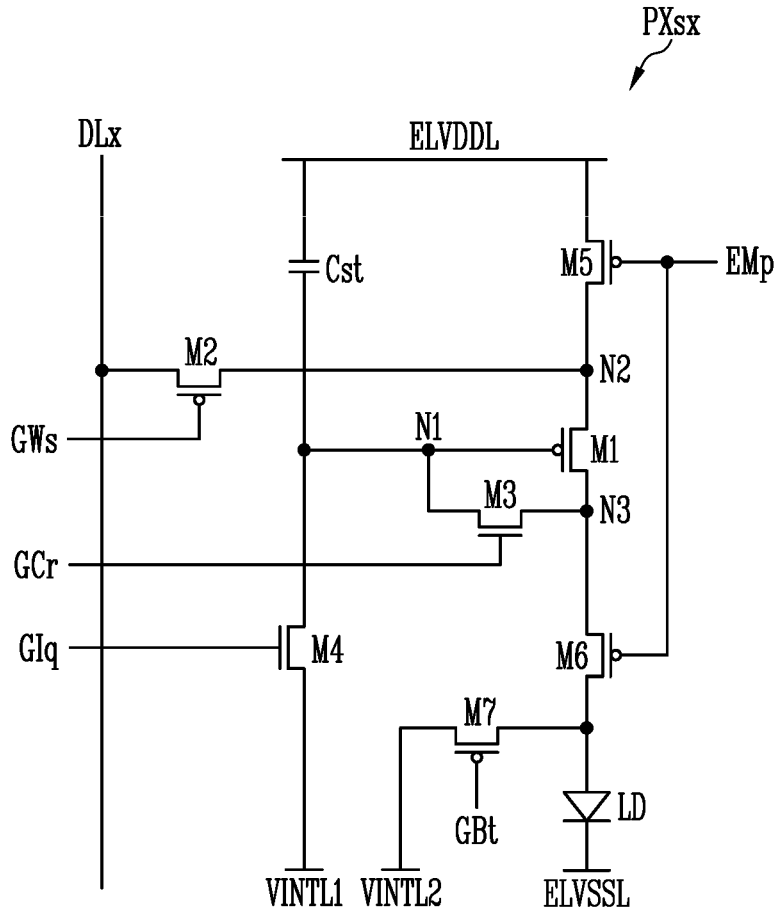 PXsx
DLx
ELVDDL
Cst
M5
EMp
M2
N2
GWs
N1
M1
M3
N3
GCr
GIq
M4
M6
M7
GBt
LD
VINTL1
VINTL2
ELVSSL